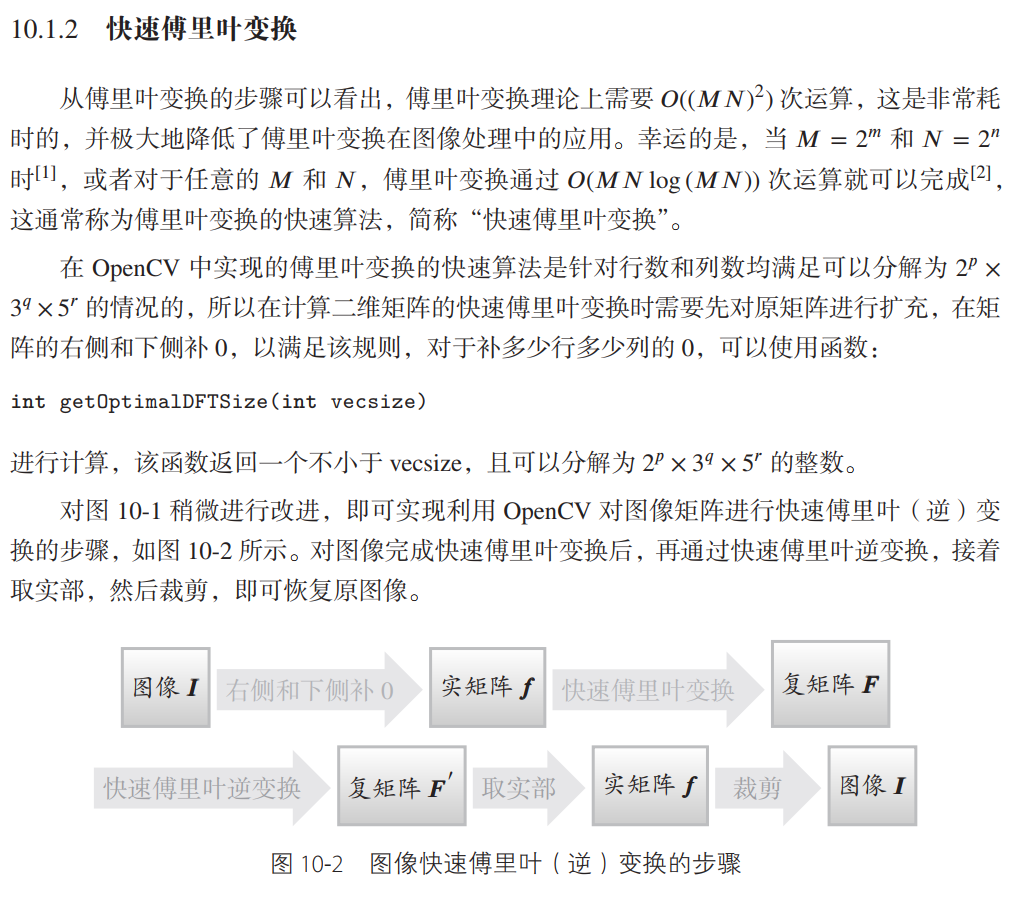 10.1.2 快速傅里叶变换
从傅里叶变换的步骤可以看出，傅里叶变换理论上需要 O((MN)²) 次运算，这是非常耗
时的，并极大地降低了傅里叶变换在图像处理中的应用。幸运的是，当 M = 2ᵐ 和 N = 2ⁿ
时[1]，或者对于任意的 M 和 N，傅里叶变换通过 O(MN log (MN)) 次运算就可以完成[2]，
这通常称为傅里叶变换的快速算法，简称“快速傅里叶变换”。
在 OpenCV 中实现的傅里叶变换的快速算法是针对行数和列数均满足可以分解为 2^p ×
3^q × 5^r 的情况的，所以在计算二维矩阵的快速傅里叶变换时需要先对原矩阵进行扩充，在矩
阵的右侧和下侧补 0，以满足该规则，对于补多少行多少列的 0，可以使用函数：
int getOptimalDFTSize(int vecsize)
进行计算，该函数返回一个不小于 vecsize，且可以分解为 2^p × 3^q × 5^r 的整数。
对图 10-1 稍微进行改进，即可实现利用 OpenCV 对图像矩阵进行快速傅里叶（逆）变
换的步骤，如图 10-2 所示。对图像完成快速傅里叶变换后，再通过快速傅里叶逆变换，接着
取实部，然后裁剪，即可恢复原图像。
图像 I 右侧和下侧补 0 实矩阵 f 快速傅里叶变换 复矩阵 F
快速傅里叶逆变换 复矩阵 F′ 取实部 实矩阵 f 裁剪 图像 I
图 10-2 图像快速傅里叶（逆）变换的步骤